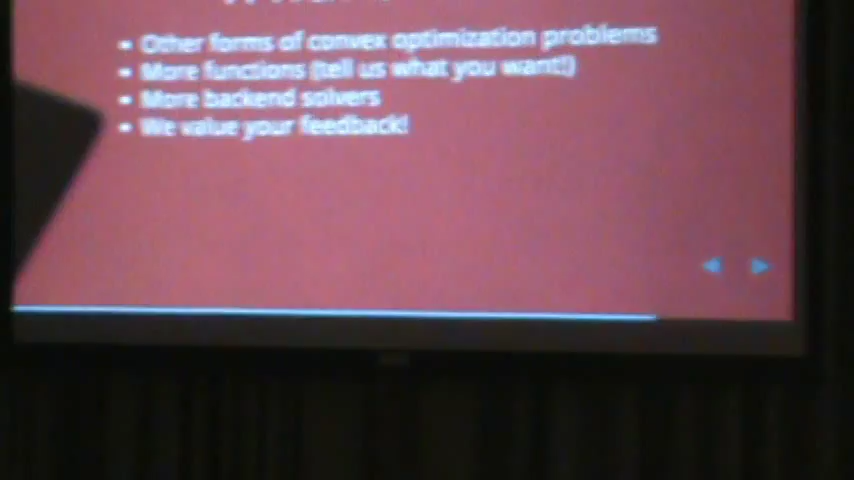 • Other forms of convex optimization problems
• More functions (tell us what you want!)
• More backend solvers
• We value your feedback!